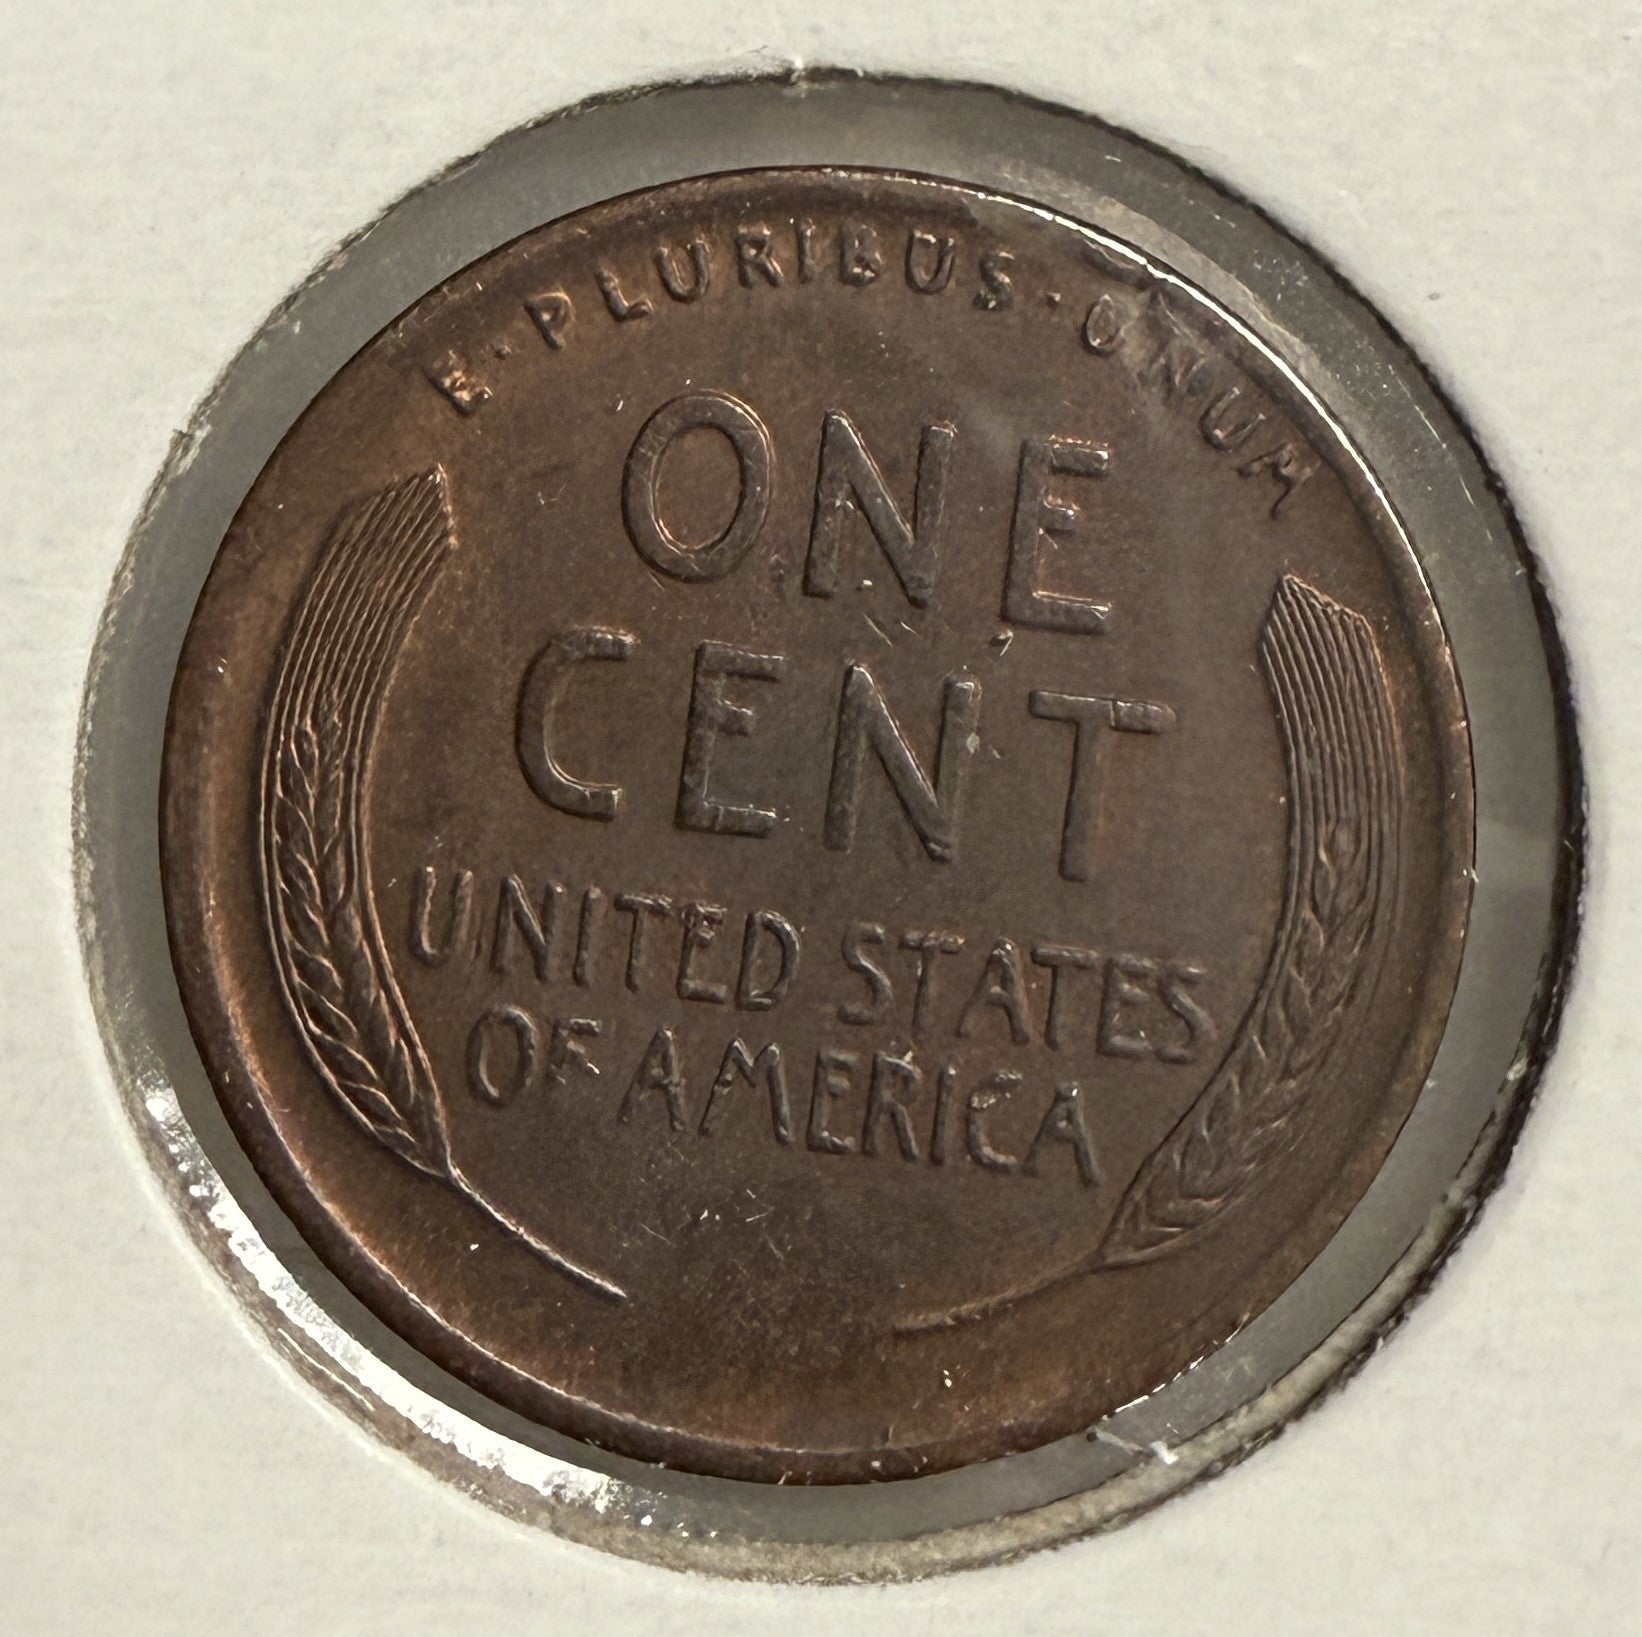 E·PLURIBUS·UNUM
ONE
CENT
UNITED STATES
OF AMERICA